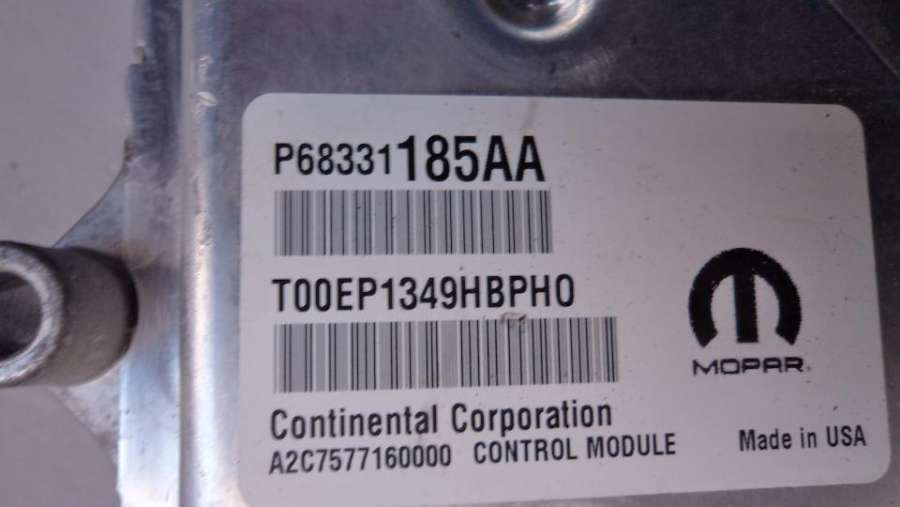 P68331185AA
T00EP1349HBPH0
MOPAR
Continental Corporation
A2C7577160000 CONTROL MODULE
Made in USA